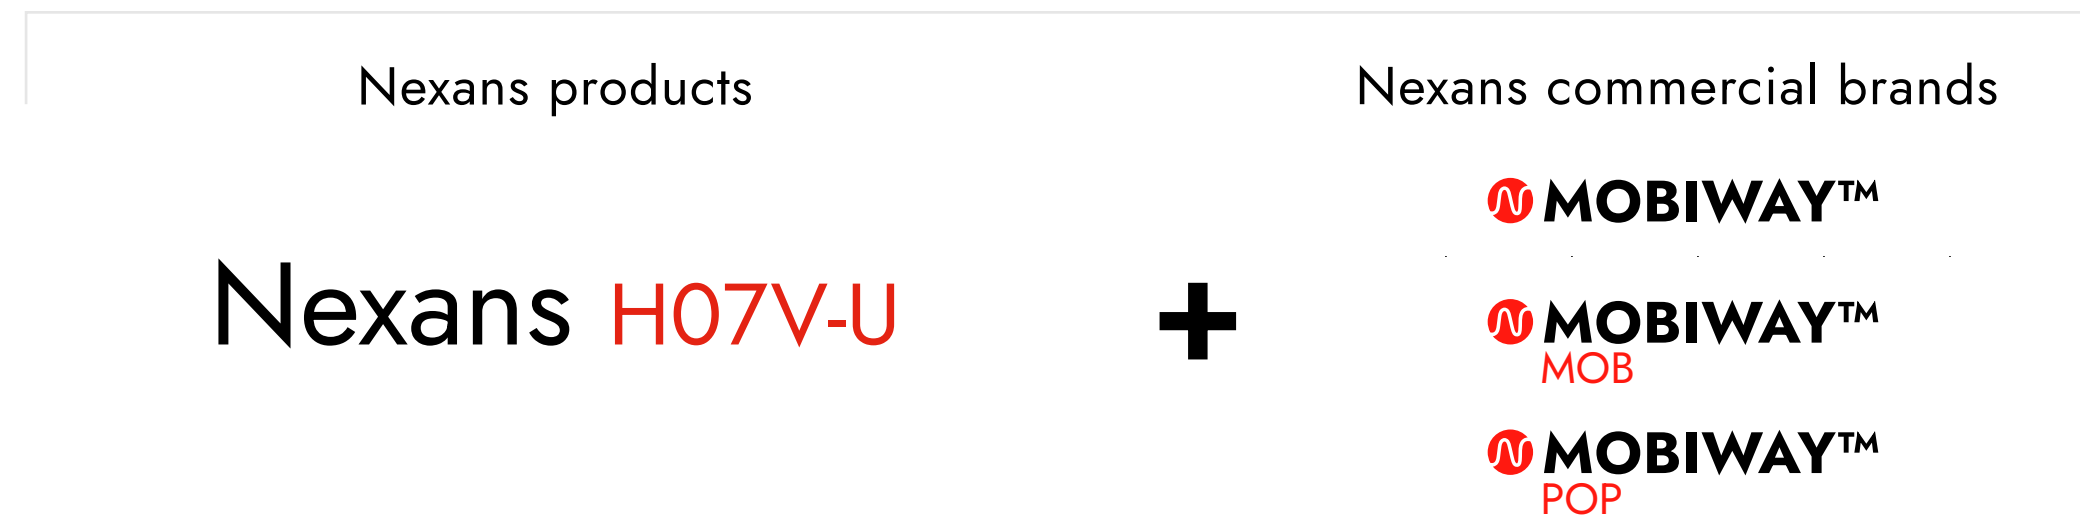 Nexans products
Nexans H07V-U
+
Nexans commercial brands
MOBIWAY™
MOBIWAY™
MOB
MOBIWAY™
POP